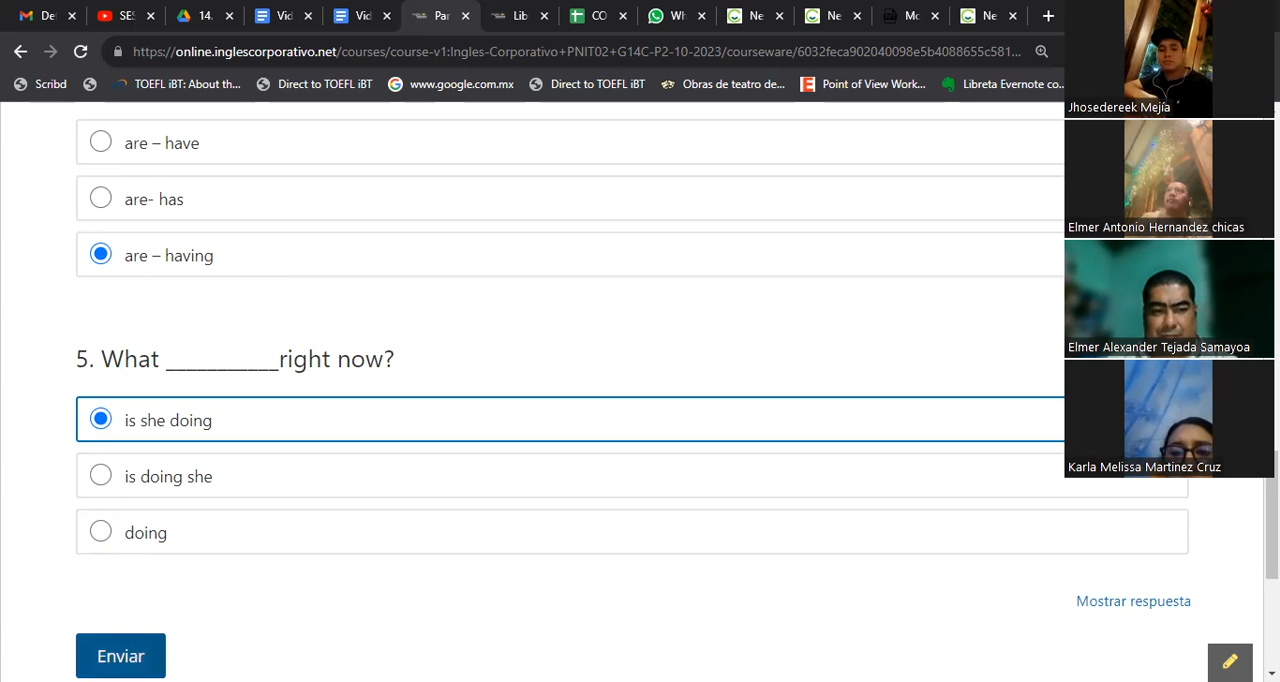 De
SES
14.
Vid
Vid
Par
Lib
CO
Wh
Ne
Ne
Mc
Ne
https://online.inglescorporativo.net/courses/course-v1:Ingles-Corporativo+PNIT02+G14C-P2-10-2023/courseware/6032feca902040098e5b4088655c581...
Scribd
TOEFL iBT: About th...
Direct to TOEFL iBT
www.google.com.mx
Direct to TOEFL iBT
Obras de teatro de...
Point of View Work...
Libreta Evernote co...
are – have
are- has
are – having
5. What ___________right now?
is she doing
is doing she
doing
Mostrar respuesta
Enviar
Jhosedereek Mejía
Elmer Antonio Hernandez chicas
Elmer Alexander Tejada Samayoa
Karla Melissa Martinez Cruz